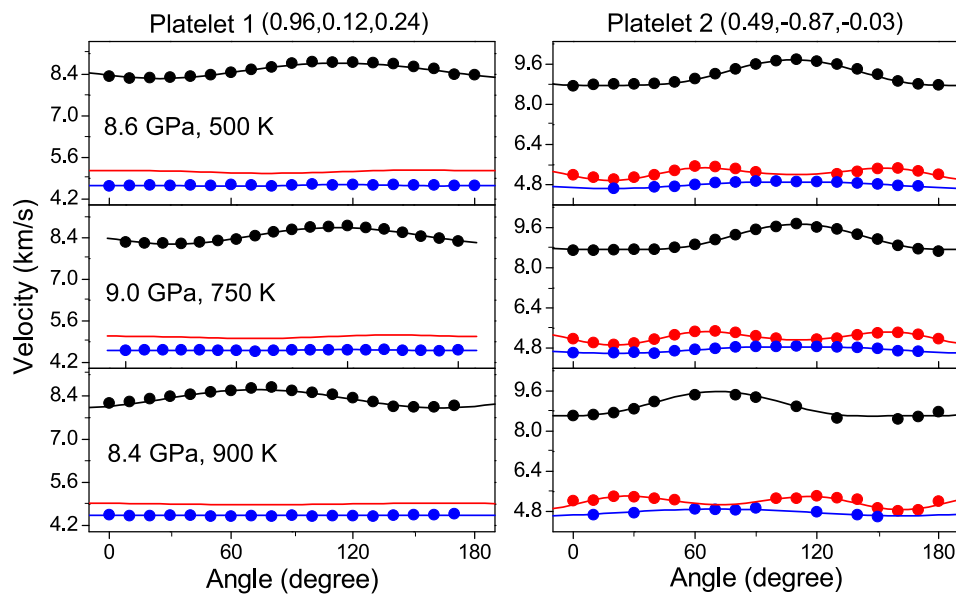 Platelet 1 (0.96,0.12,0.24)
Platelet 2 (0.49,-0.87,-0.03)
Velocity (km/s)
8.4
7.0
5.6
4.2
8.6 GPa, 500 K
9.6
8.0
6.4
4.8
8.4
7.0
5.6
4.2
9.0 GPa, 750 K
9.6
8.0
6.4
4.8
8.4
7.0
5.6
4.2
8.4 GPa, 900 K
9.6
8.0
6.4
4.8
0 60 120 180
0 60 120 180
Angle (degree)
Angle (degree)